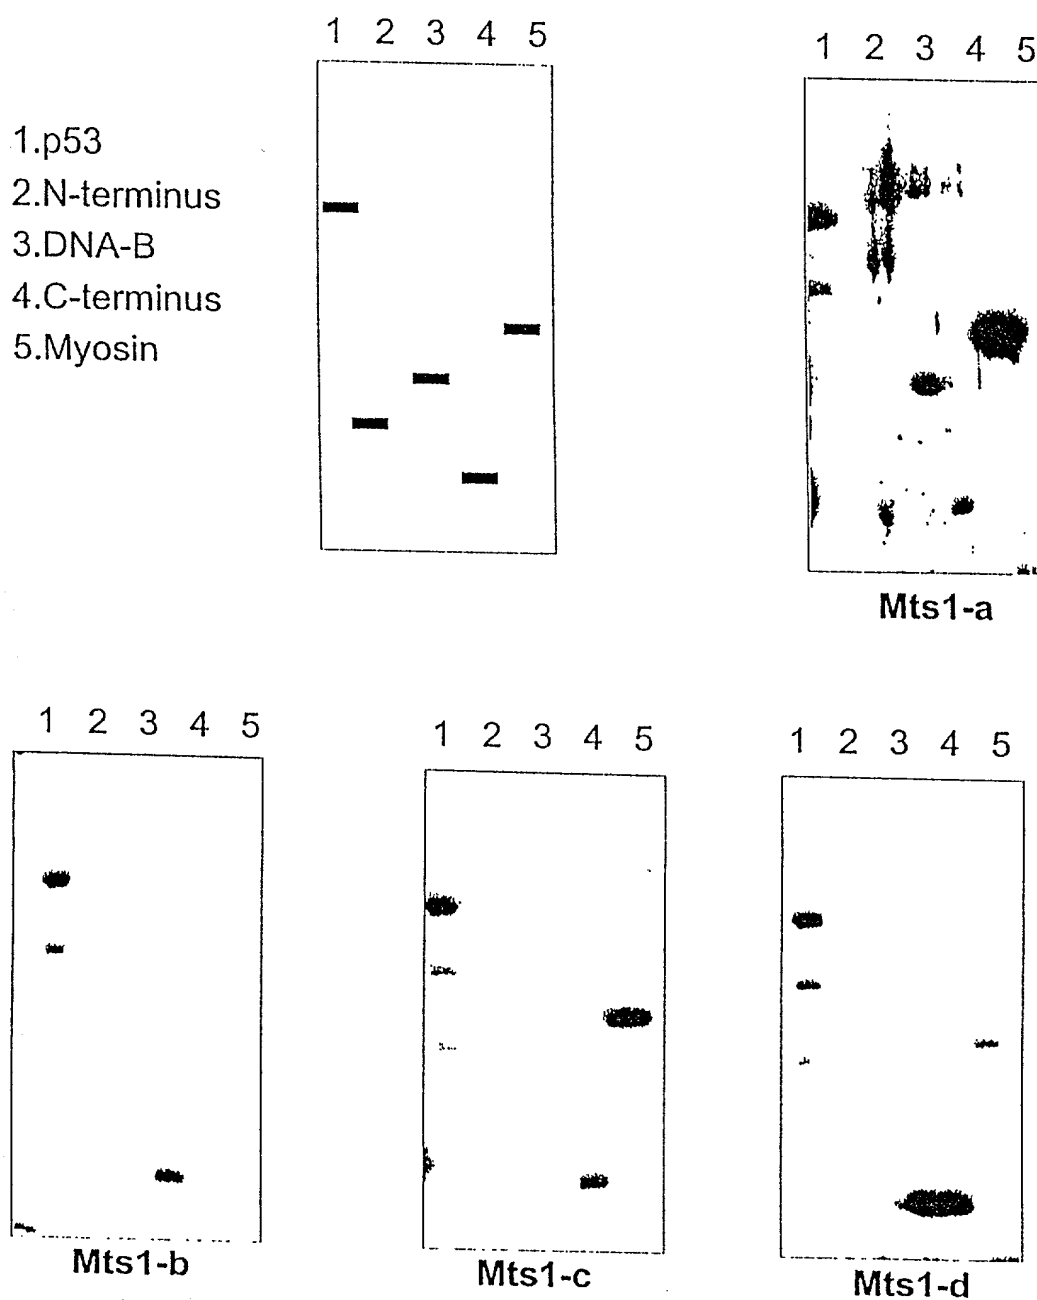 1 2 3 4 5
1 2 3 4 5
1.p53
2.N-terminus
3.DNA-B
4.C-terminus
5.Myosin
Mts1-a
1 2 3 4 5
1 2 3 4 5
1 2 3 4 5
Mts1-b
Mts1-c
Mts1-d